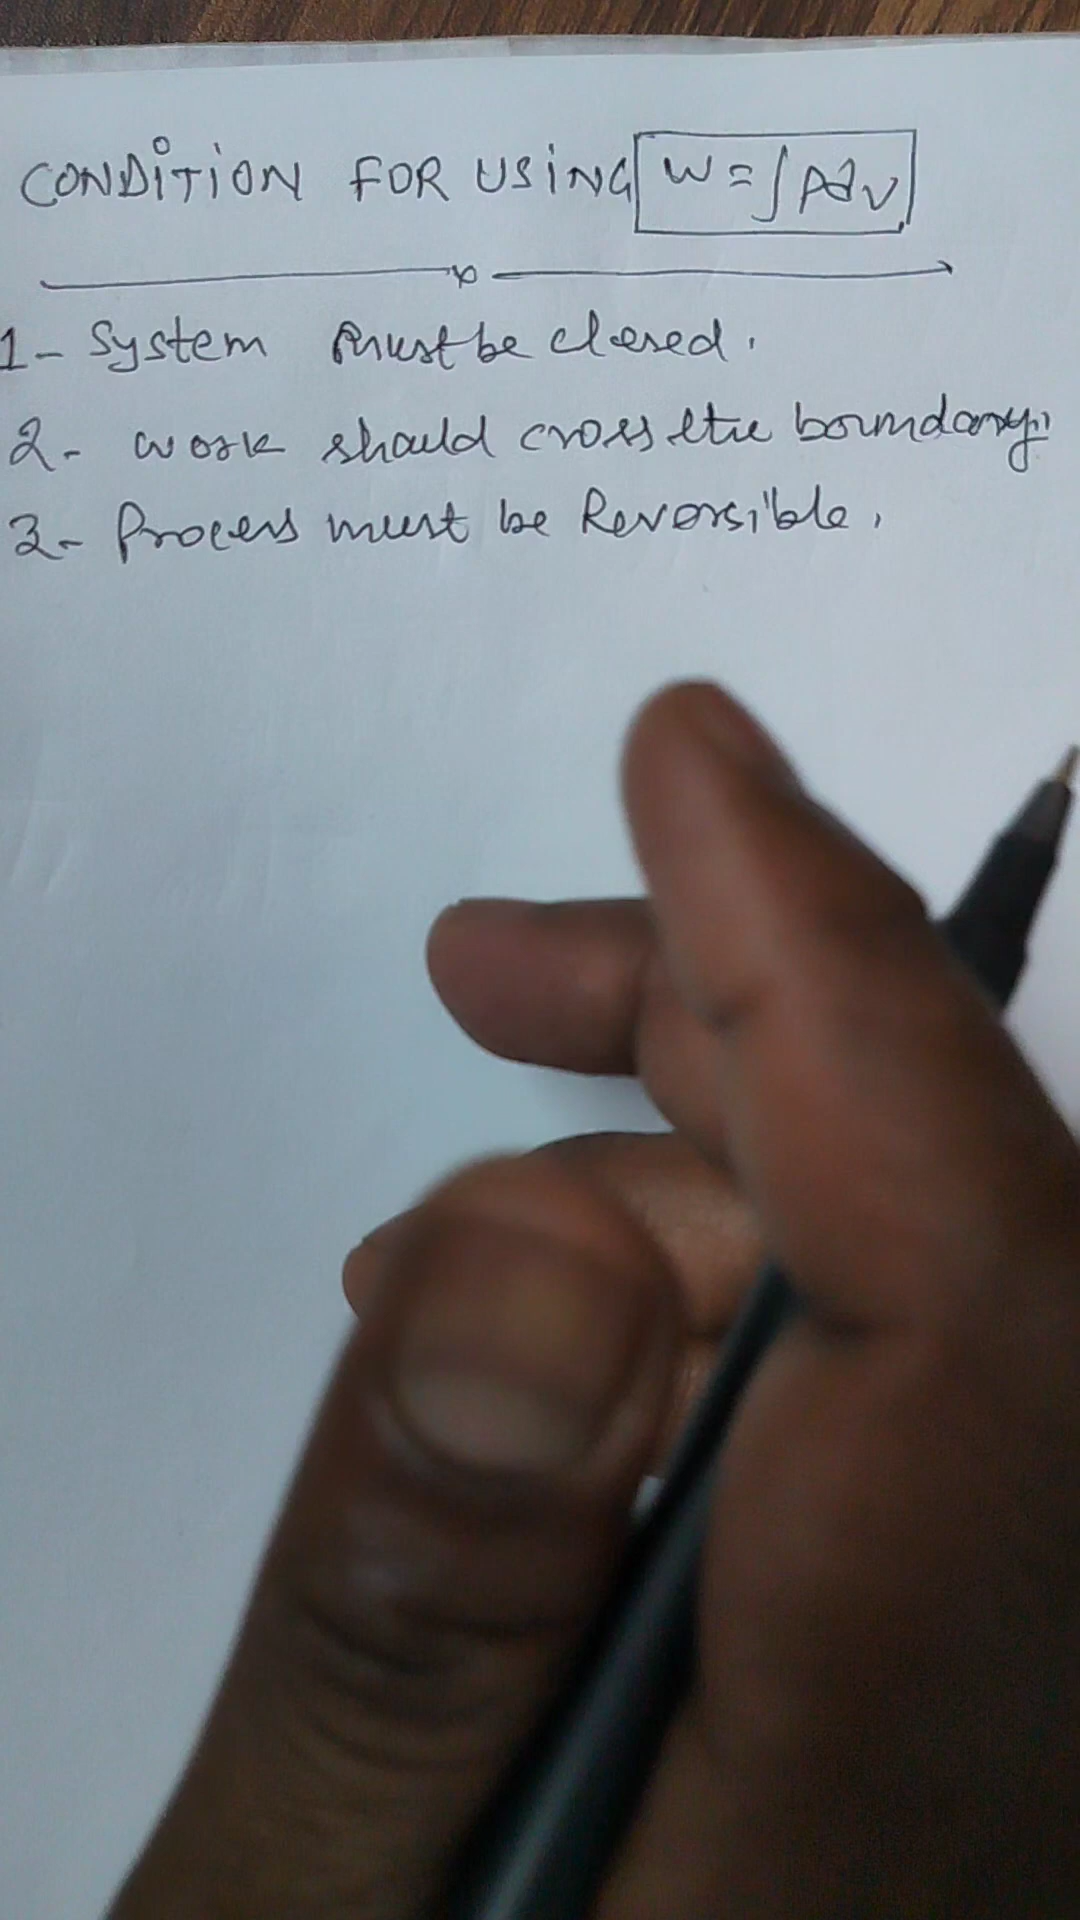 CONDITION FOR USING W=∫PdV
1- System must be closed.
2- work should cross the boundary.
3- Process must be Reversible.